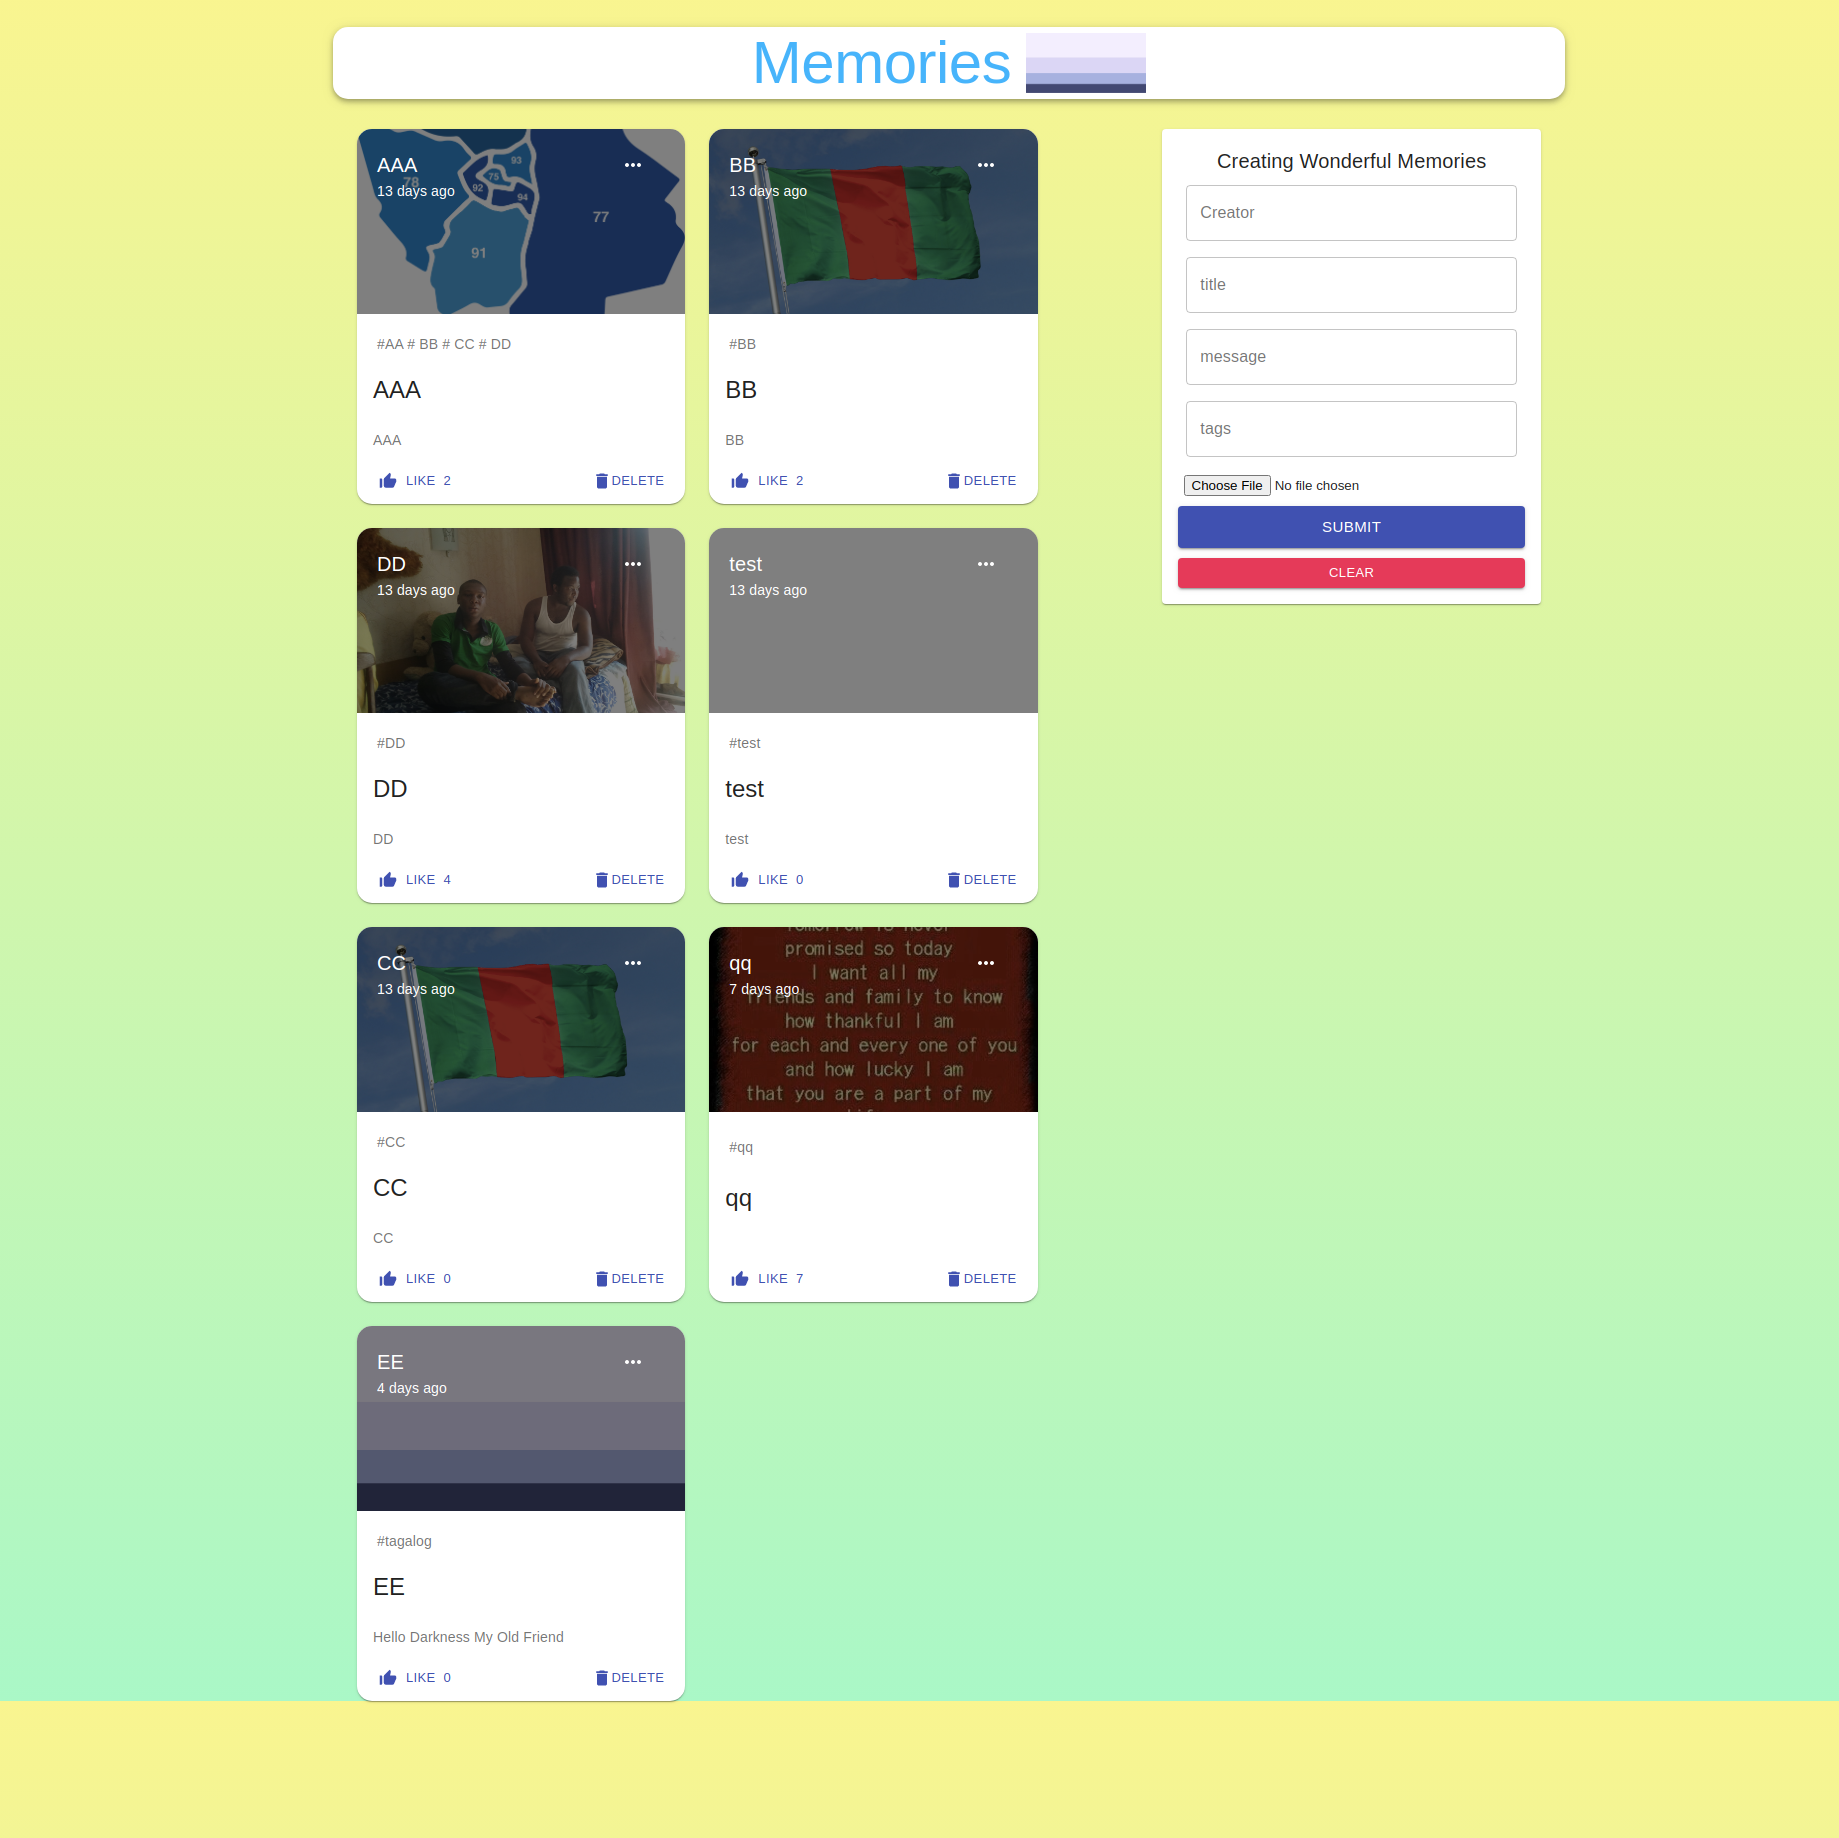 Memories
AAA
13 days ago
78
93
75
92
94
77
91
#AA # BB # CC # DD
AAA
AAA
LIKE 2
DELETE
BB
13 days ago
#BB
BB
BB
LIKE 2
DELETE
Creating Wonderful Memories
Creator
title
message
tags
Choose File No file chosen
SUBMIT
CLEAR
DD
13 days ago
#DD
DD
DD
LIKE 4
DELETE
test
13 days ago
#test
test
test
LIKE 0
DELETE
CC
13 days ago
#CC
CC
CC
LIKE 0
DELETE
qq
7 days ago
Tomorrow is never
promised so today
I want all my
friends and family to know
how thankful I am
for each and every one of you
and how lucky I am
that you are a part of my
#qq
qq
LIKE 7
DELETE
EE
4 days ago
#tagalog
EE
Hello Darkness My Old Friend
LIKE 0
DELETE